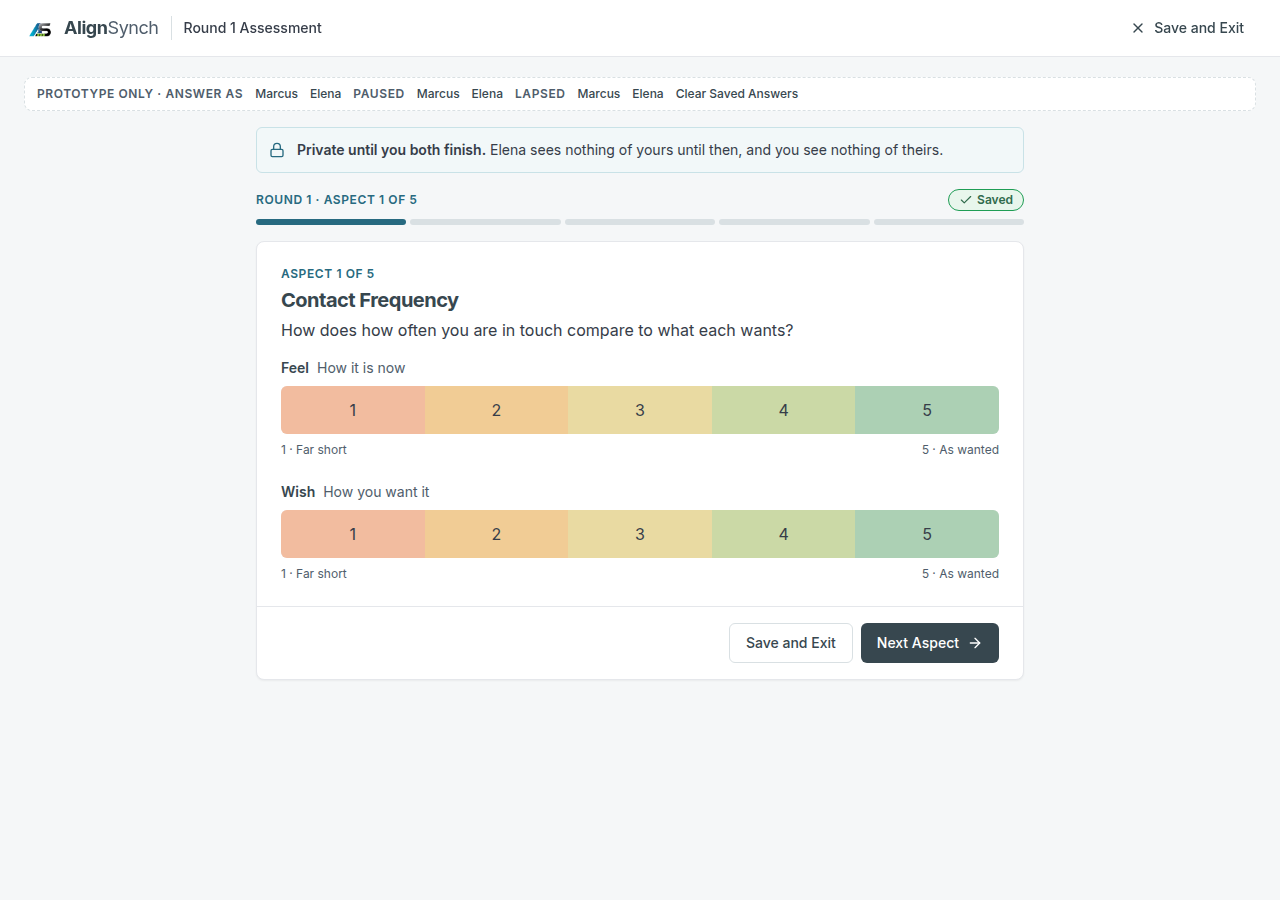 AlignSynch Round 1 Assessment Save and Exit
PROTOTYPE ONLY · ANSWER AS Marcus Elena PAUSED Marcus Elena LAPSED Marcus Elena Clear Saved Answers
Private until you both finish. Elena sees nothing of yours until then, and you see nothing of theirs.
ROUND 1 · ASPECT 1 OF 5 Saved
ASPECT 1 OF 5
Contact Frequency
How does how often you are in touch compare to what each wants?
Feel How it is now
1 2 3 4 5
1 · Far short 5 · As wanted
Wish How you want it
1 2 3 4 5
1 · Far short 5 · As wanted
Save and Exit Next Aspect